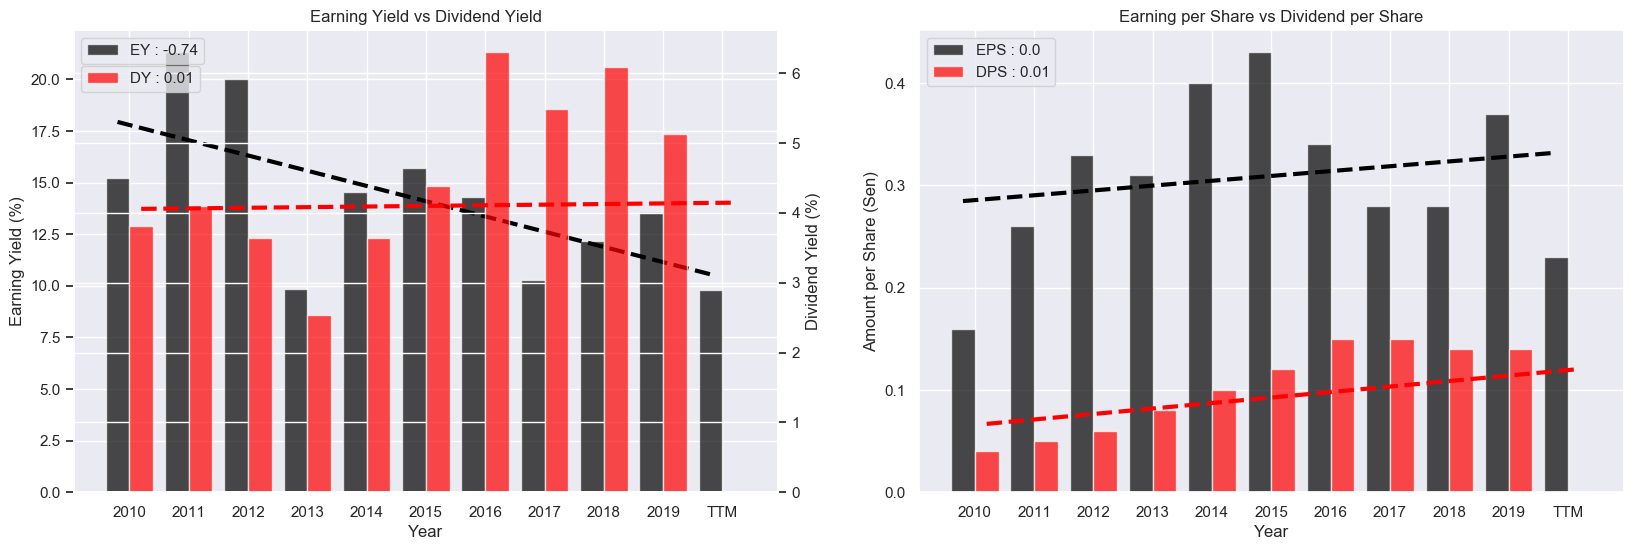 Earning Yield vs Dividend Yield
EY : -0.74
DY : 0.01
20.0
17.5
15.0
12.5
10.0
7.5
5.0
2.5
0.0
Earning Yield (%)
6
5
4
3
2
1
0
Dividend Yield (%)
2010 2011 2012 2013 2014 2015 2016 2017 2018 2019 TTM
Year
Earning per Share vs Dividend per Share
EPS : 0.0
DPS : 0.01
0.4
0.3
0.2
0.1
0.0
Amount per Share (Sen)
2010 2011 2012 2013 2014 2015 2016 2017 2018 2019 TTM
Year